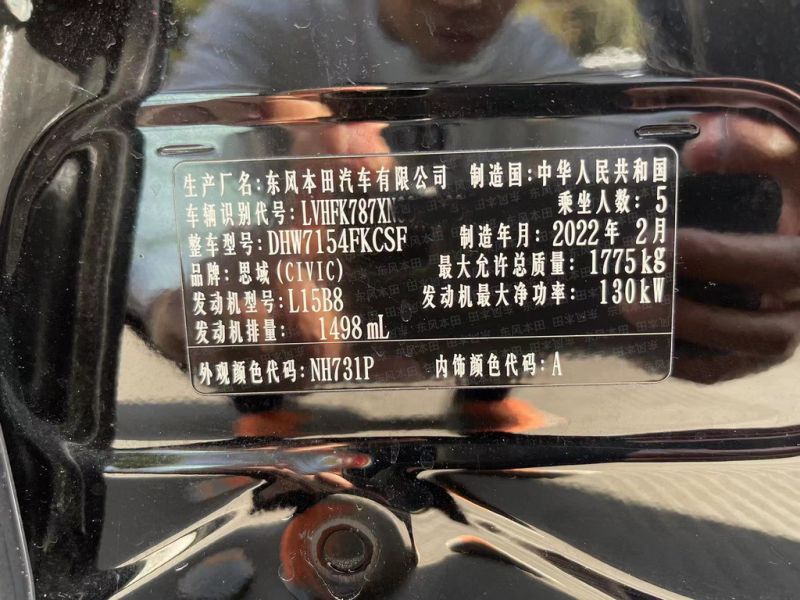 生产厂名：东风本田汽车有限公司 制造国：中华人民共和国
车辆识别代号：LVHFK787XN 乘坐人数：5
整车型号：DHW7154FKCSF 制造年月：2022年2月
品牌：思域(CIVIC) 最大允许总质量：1775kg
发动机型号：L15B8 发动机最大净功率：130kW
发动机排量：1498mL
外观颜色代码：NH731P 内饰颜色代码：A